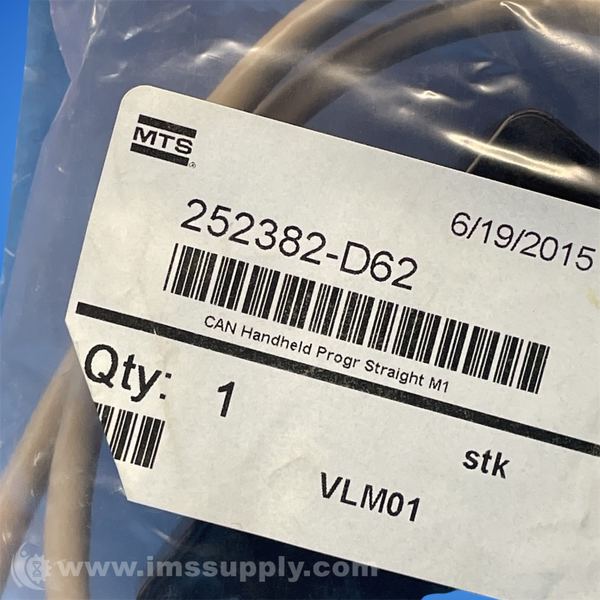 MTS
®
6/19/2015
252382-D62
CAN Handheld Progr Straight M1
Qty: 1
stk
VLM01
www.imssupply.com